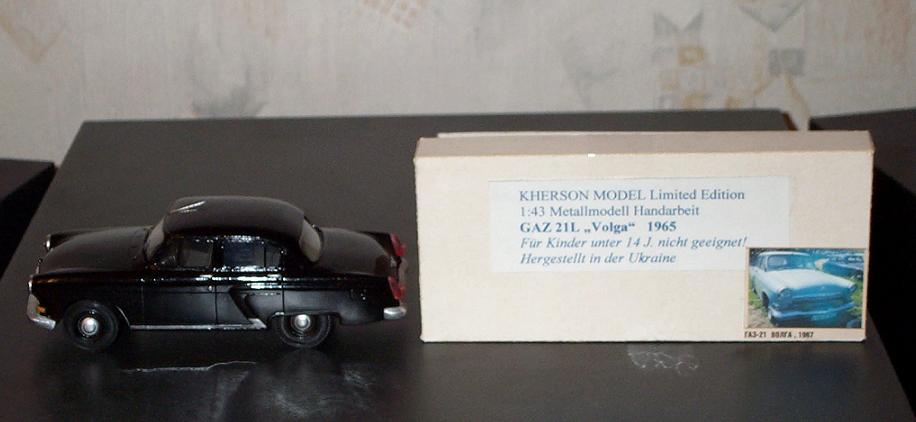 KHERSON MODEL Limited Edition
1:43 Metallmodell Handarbeit
GAZ 21L „Volga“ 1965
Für Kinder unter 14 J. nicht geeignet!
Hergestellt in der Ukraine
ГАЗ-21 ВОЛГА, 1967